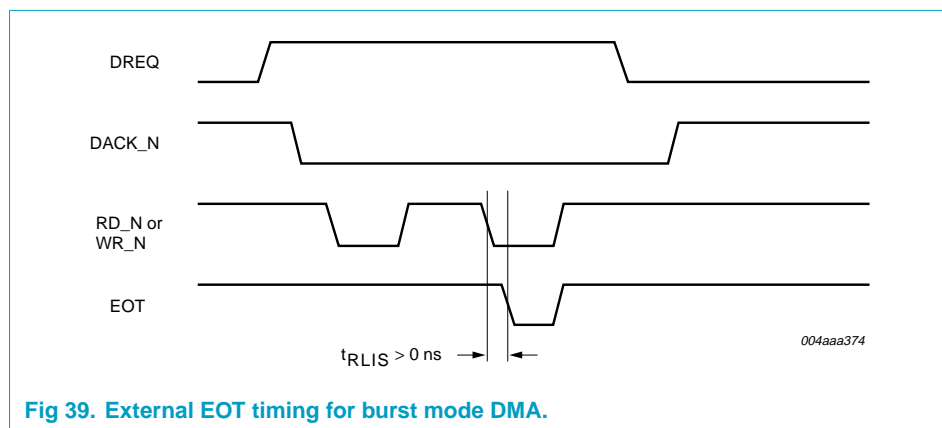 DREQ
DACK_N
RD_N or
WR_N
EOT
tRLIS > 0 ns
004aaa374
Fig 39. External EOT timing for burst mode DMA.